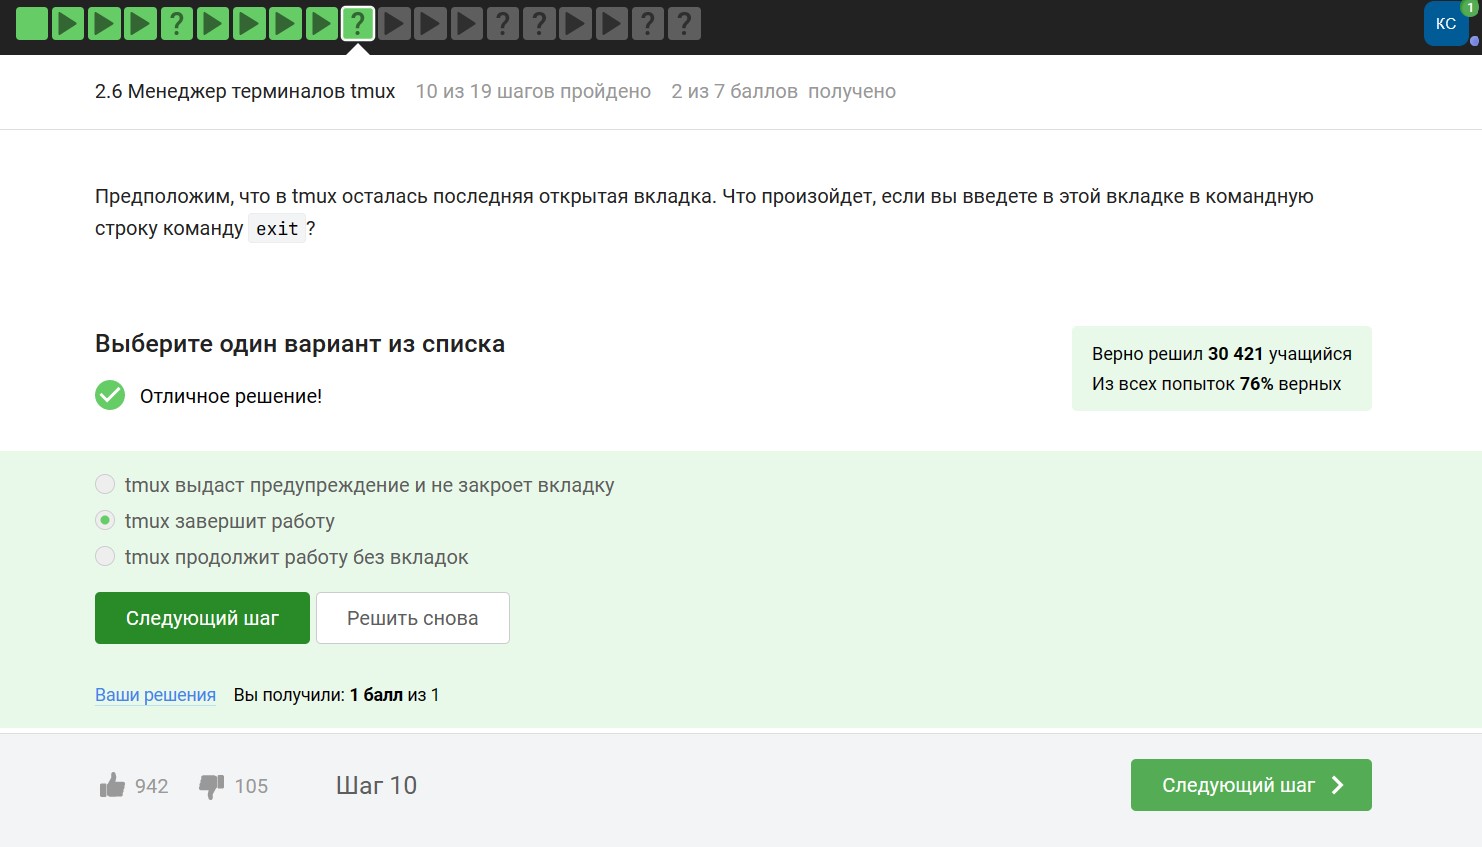 ? ? ? ? ? ?
КС
1
2.6 Менеджер терминалов tmux 10 из 19 шагов пройдено 2 из 7 баллов получено
Предположим, что в tmux осталась последняя открытая вкладка. Что произойдет, если вы введете в этой вкладке в командную
строку команду exit?
Выберите один вариант из списка
Отличное решение!
Верно решил 30 421 учащийся
Из всех попыток 76% верных
tmux выдаст предупреждение и не закроет вкладку
tmux завершит работу
tmux продолжит работу без вкладок
Следующий шаг Решить снова
Ваши решения Вы получили: 1 балл из 1
942 105 Шаг 10 Следующий шаг